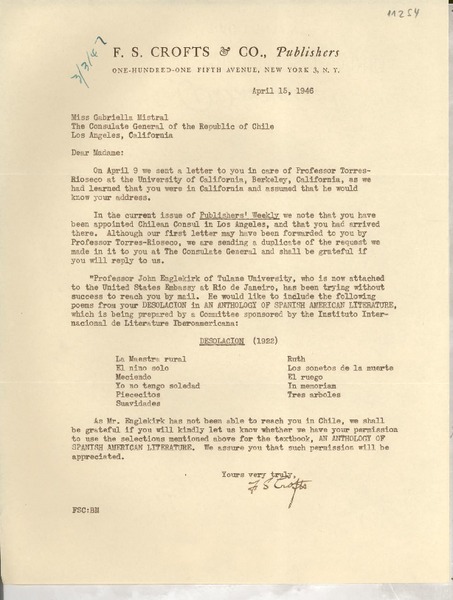 11254
3/3/47
F. S. CROFTS & CO., Publishers
ONE-HUNDRED-ONE FIFTH AVENUE, NEW YORK 3, N. Y.
April 15, 1946
Miss Gabriella Mistral
The Consulate General of the Republic of Chile
Los Angeles, California
Dear Madame:
On April 9 we sent a letter to you in care of Professor Torres-
Rioseco at the University of California, Berkeley, California, as we
had learned that you were in California and assumed that he would
know your address.
In the current issue of Publishers' Weekly we note that you have
been appointed Chilean Consul in Los Angeles, and that you had arrived
there. Although our first letter may have been forwarded to you by
Professor Torres-Rioseco, we are sending a duplicate of the request we
made in it to you at The Consulate General and shall be grateful if
you will reply to us.
"Professor John Englekirk of Tulane University, who is now attached
to the United States Embassy at Rio de Janeiro, has been trying without
success to reach you by mail. He would like to include the following
poems from your DESOLACION in AN ANTHOLOGY OF SPANISH AMERICAN LITERATURE,
which is being prepared by a Committee sponsored by the Instituto Inter-
nacional de Literature Iberoamericana:
DESOLACION (1922)
La Maestra rural
El nino solo
Meciendo
Yo no tengo soledad
Piececitos
Suavidades
Ruth
Los sonetos de la muerte
El ruego
In memoriam
Tres arboles
As Mr. Englekirk has not been able to reach you in Chile, we shall
be grateful if you will kindly let us know whether we have your permission
to use the selections mentioned above for the textbook, AN ANTHOLOGY OF
SPANISH AMERICAN LITERATURE. We assure you that such permission will be
appreciated.
Yours very truly,
F S Crofts
FSC:BN